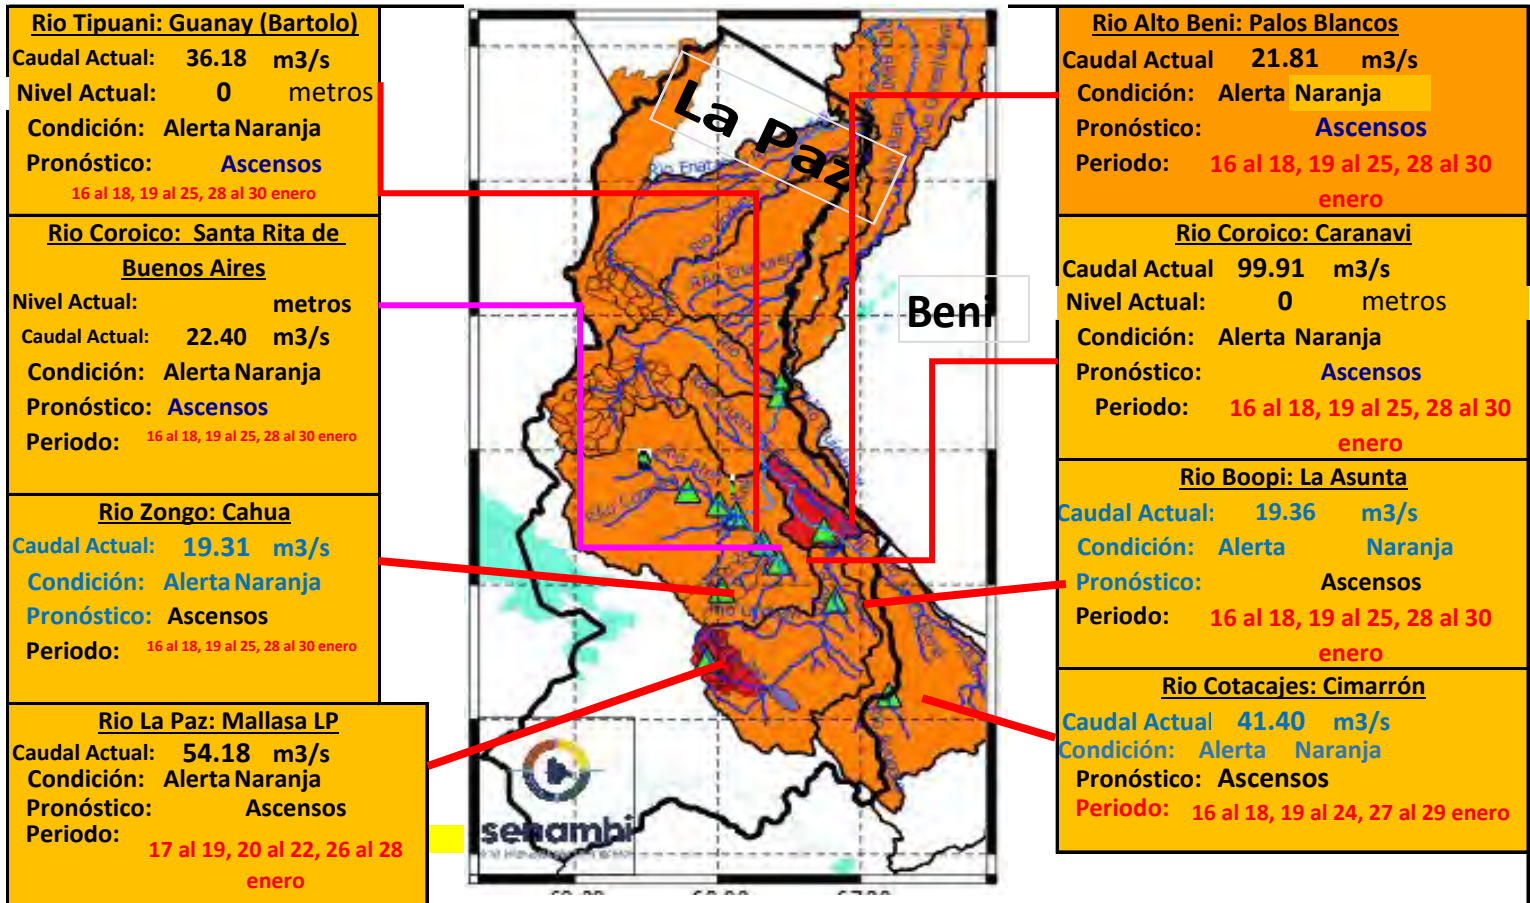 Rio Tipuani: Guanay (Bartolo)
Caudal Actual: 36.18 m3/s
Nivel Actual: 0 metros
Condición: Alerta Naranja
Pronóstico: Ascensos
16 al 18, 19 al 25, 28 al 30 enero
Rio Coroico: Santa Rita de
Buenos Aires
Nivel Actual: metros
Caudal Actual: 22.40 m3/s
Condición: Alerta Naranja
Pronóstico: Ascensos
Periodo: 16 al 18, 19 al 25, 28 al 30 enero
Rio Zongo: Cahua
Caudal Actual: 19.31 m3/s
Condición: Alerta Naranja
Pronóstico: Ascensos
Periodo: 16 al 18, 19 al 25, 28 al 30 enero
Rio La Paz: Mallasa LP
Caudal Actual: 54.18 m3/s
Condición: Alerta Naranja
Pronóstico: Ascensos
Periodo:
17 al 19, 20 al 22, 26 al 28
enero
La Paz
Beni
senamhi
Rio Alto Beni: Palos Blancos
Caudal Actual 21.81 m3/s
Condición: Alerta Naranja
Pronóstico: Ascensos
Periodo: 16 al 18, 19 al 25, 28 al 30
enero
Rio Coroico: Caranavi
Caudal Actual 99.91 m3/s
Nivel Actual: 0 metros
Condición: Alerta Naranja
Pronóstico: Ascensos
Periodo: 16 al 18, 19 al 25, 28 al 30
enero
Rio Boopi: La Asunta
Caudal Actual: 19.36 m3/s
Condición: Alerta Naranja
Pronóstico: Ascensos
Periodo: 16 al 18, 19 al 25, 28 al 30
enero
Rio Cotacajes: Cimarrón
Caudal Actual 41.40 m3/s
Condición: Alerta Naranja
Pronóstico: Ascensos
Periodo: 16 al 18, 19 al 24, 27 al 29 enero